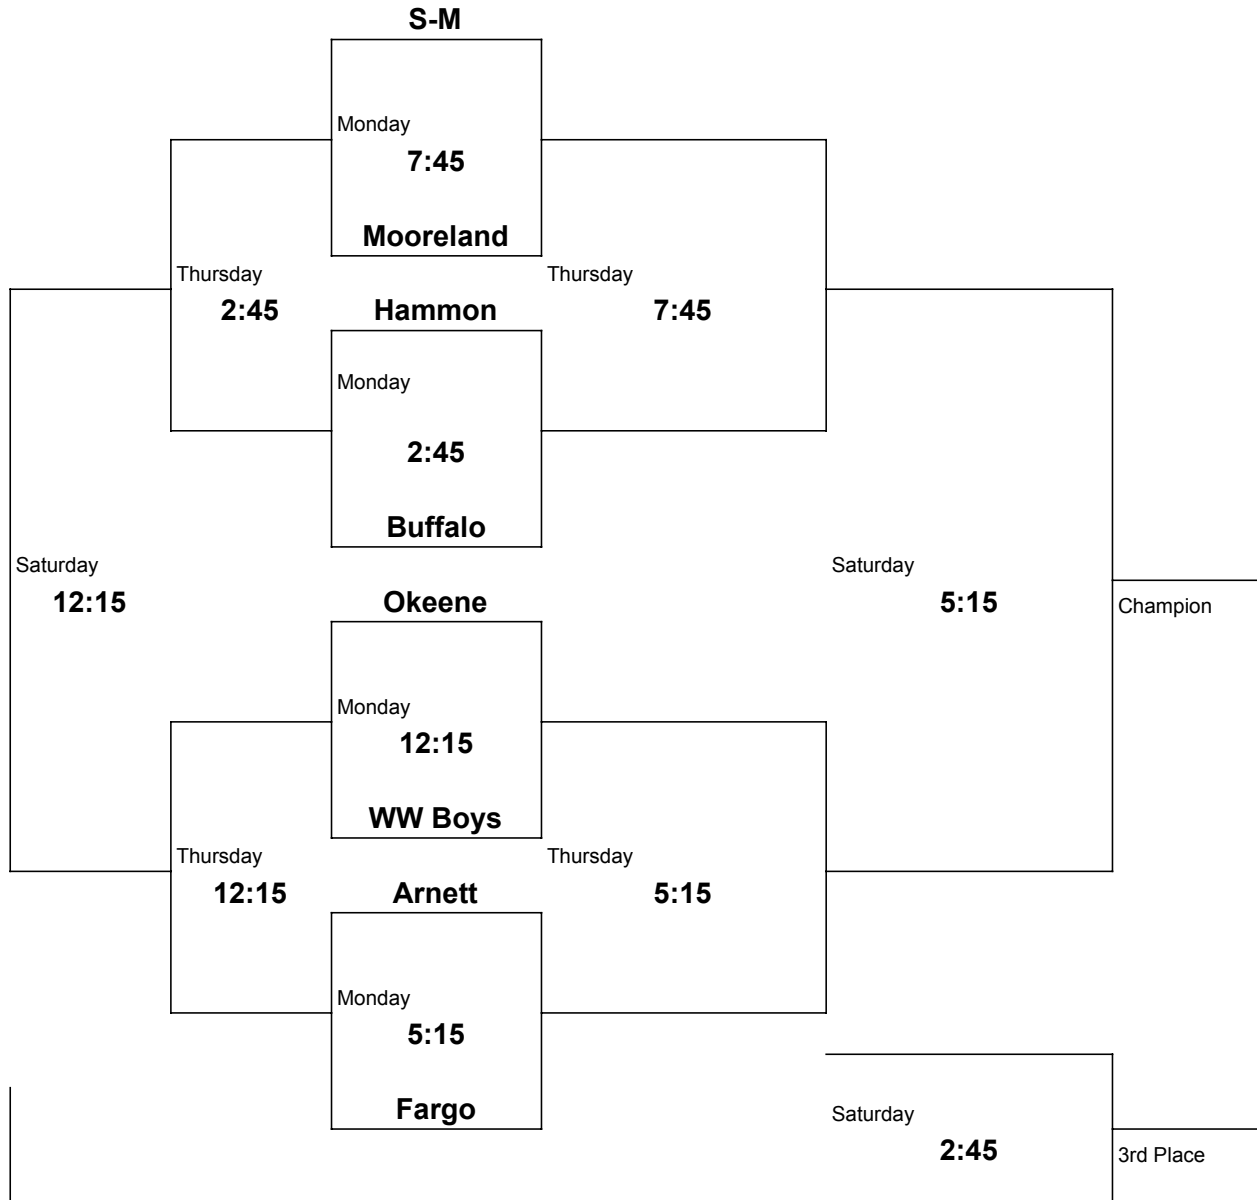 S-M
Monday
7:45
Mooreland
Thursday
Thursday
2:45
Hammon
7:45
Monday
2:45
Buffalo
Saturday
Saturday
12:15
Okeene
5:15
Champion
Monday
12:15
WW Boys
Thursday
Thursday
12:15
Arnett
5:15
Monday
5:15
Fargo
Saturday
2:45
3rd Place